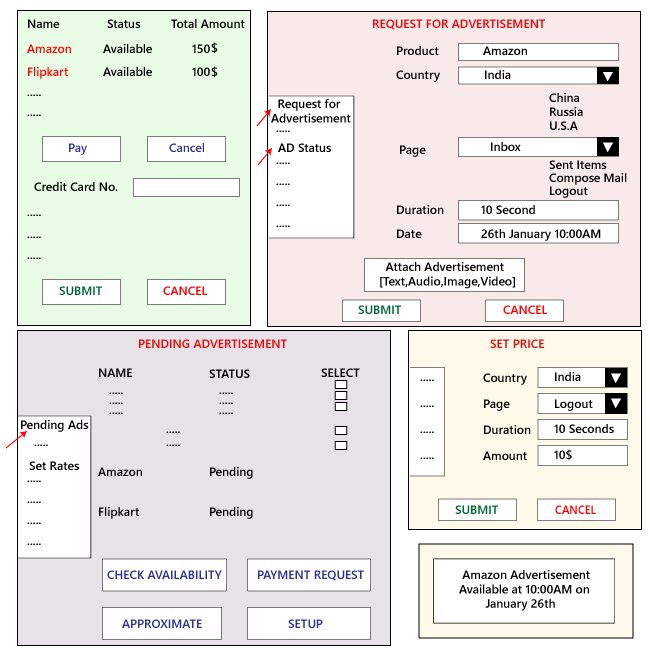 Name Status Total Amount
Amazon Available 150$
Flipkart Available 100$
.....
.....
Pay Cancel
Credit Card No.
.....
.....
.....
SUBMIT CANCEL
REQUEST FOR ADVERTISEMENT
Product Amazon
Country India
China
Russia
U.S.A
Page Inbox
Sent Items
Compose Mail
Logout
Duration 10 Second
Date 26th January 10:00AM
Request for
Advertisement
.....
AD Status
.....
.....
.....
.....
Attach Advertisement
[Text,Audio,Image,Video]
SUBMIT CANCEL
PENDING ADVERTISEMENT
NAME STATUS SELECT
..... .....
..... .....
..... .....
.....
.....
Pending Ads
.....
Set Rates
.....
.....
.....
.....
Amazon Pending
Flipkart Pending
CHECK AVAILABILITY PAYMENT REQUEST
APPROXIMATE SETUP
SET PRICE
..... Country India
..... Page Logout
..... Duration 10 Seconds
..... Amount 10$
SUBMIT CANCEL
Amazon Advertisement
Available at 10:00AM on
January 26th